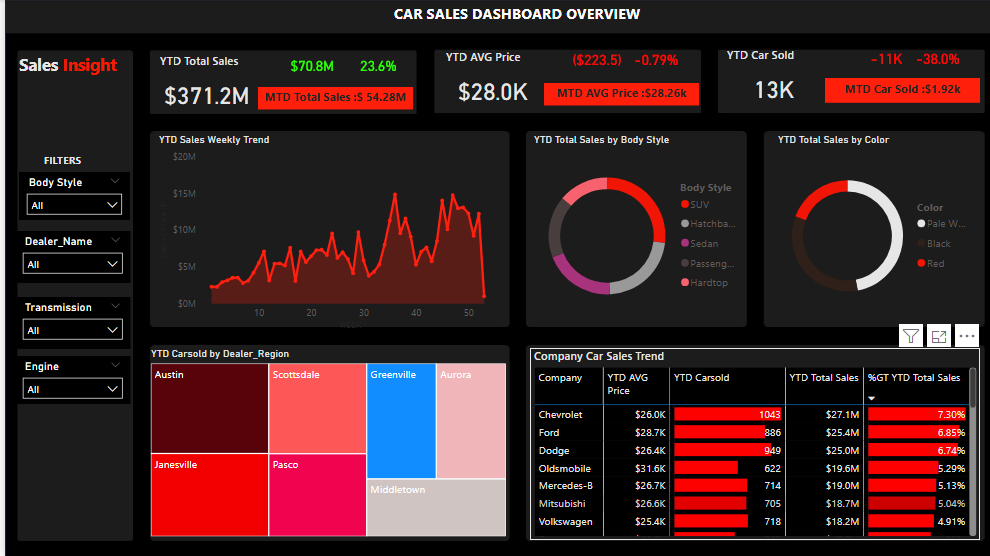 CAR SALES DASHBOARD OVERVIEW
Sales Insight
FILTERS
Body Style
All
Dealer_Name
All
Transmission
All
Engine
All
YTD Total Sales
$70.8M 23.6%
$371.2M
MTD Total Sales :$ 54.28M
YTD AVG Price
($223.5) -0.79%
$28.0K
MTD AVG Price :$28.26k
YTD Car Sold
-11K -38.0%
13K
MTD Car Sold :$1.92k
YTD Sales Weekly Trend
$20M
$15M
$10M
$5M
$0M
10 20 30 40 50
YTD Total Sales by Body Style
Body Style
SUV
Hatchba...
Sedan
Passeng...
Hardtop
YTD Total Sales by Color
Color
Pale W...
Black
Red
YTD Carsold by Dealer_Region
Austin
Scottsdale
Greenville
Aurora
Janesville
Pasco
Middletown
Company Car Sales Trend
Company YTD AVG Price YTD Carsold YTD Total Sales %GT YTD Total Sales
Chevrolet $26.0K 1043 $27.1M 7.30%
Ford $28.7K 886 $25.4M 6.85%
Dodge $26.4K 949 $25.0M 6.74%
Oldsmobile $31.6K 622 $19.6M 5.29%
Mercedes-B $26.7K 714 $19.0M 5.13%
Mitsubishi $26.6K 705 $18.7M 5.04%
Volkswagen $25.4K 718 $18.2M 4.91%